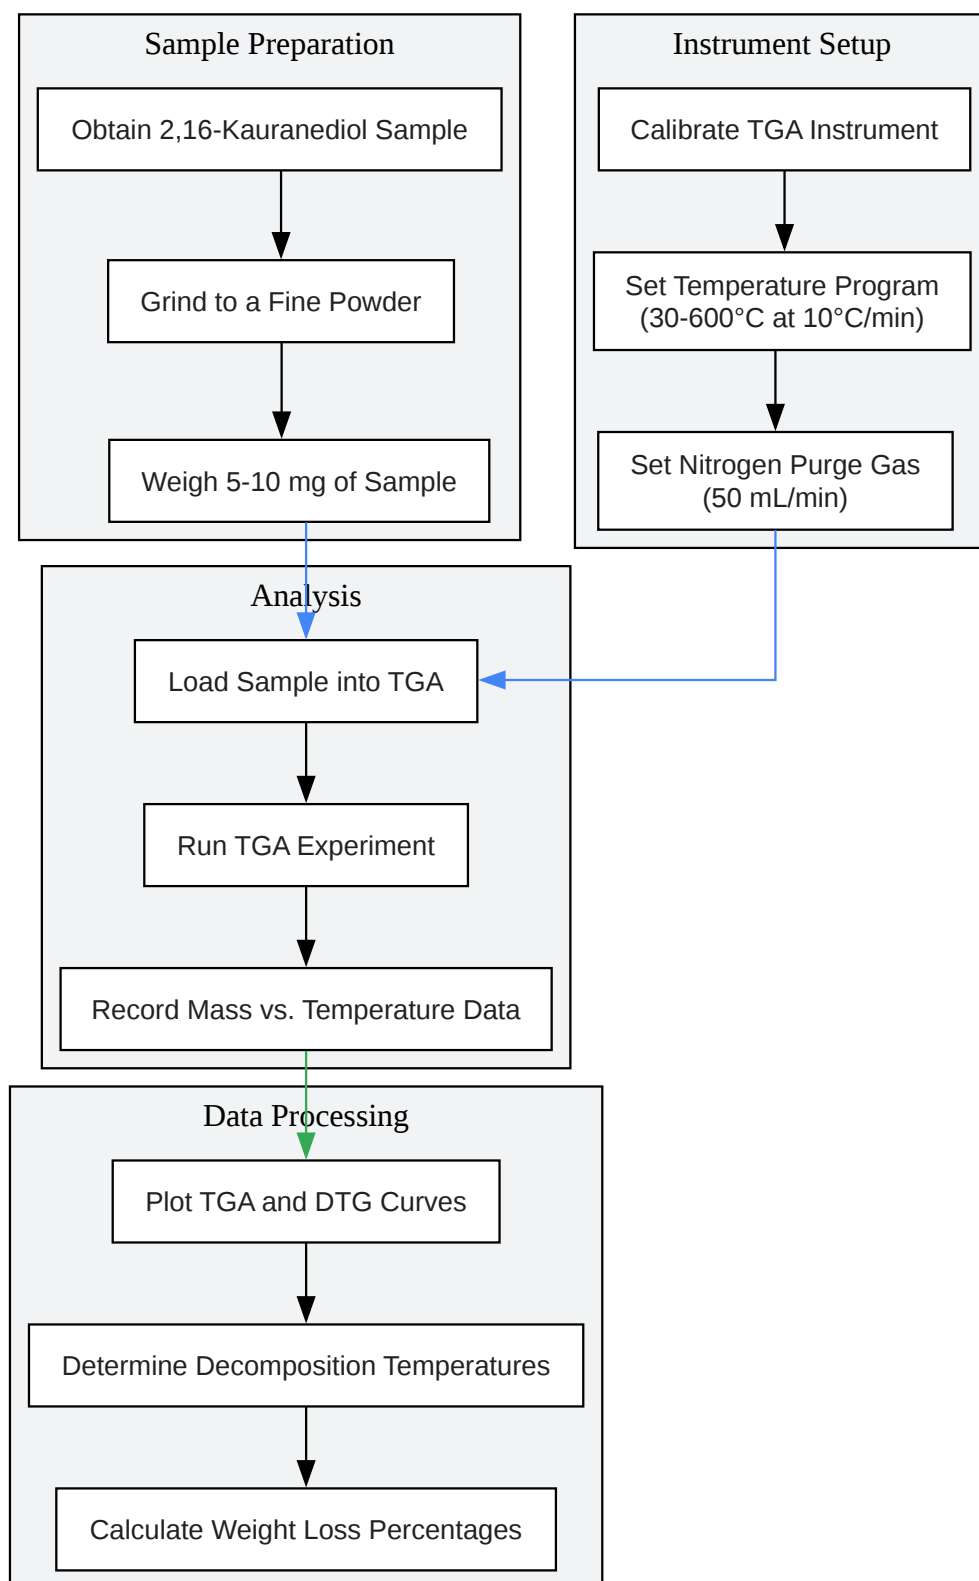 Sample Preparation
Obtain 2,16-Kauranediol Sample
Grind to a Fine Powder
Weigh 5-10 mg of Sample
Instrument Setup
Calibrate TGA Instrument
Set Temperature Program
(30-600°C at 10°C/min)
Set Nitrogen Purge Gas
(50 mL/min)
Analysis
Load Sample into TGA
Run TGA Experiment
Record Mass vs. Temperature Data
Data Processing
Plot TGA and DTG Curves
Determine Decomposition Temperatures
Calculate Weight Loss Percentages